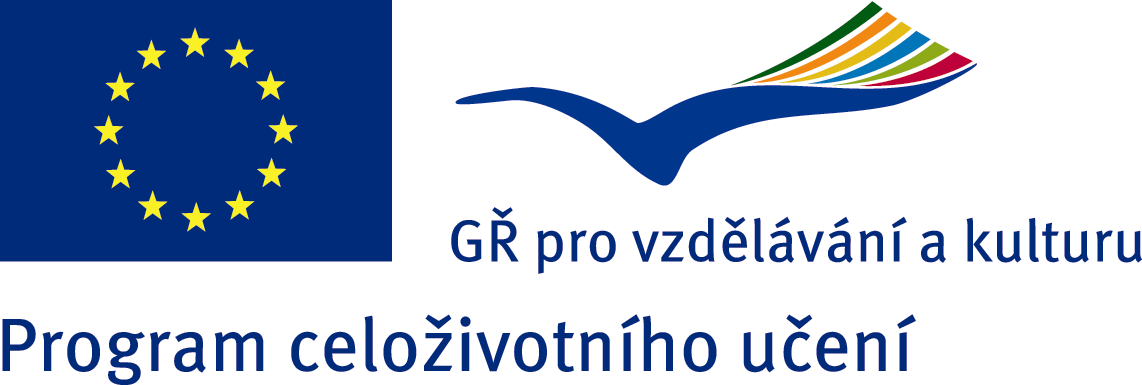 GŘ pro vzdělávání a kulturu
Program celoživotního učení